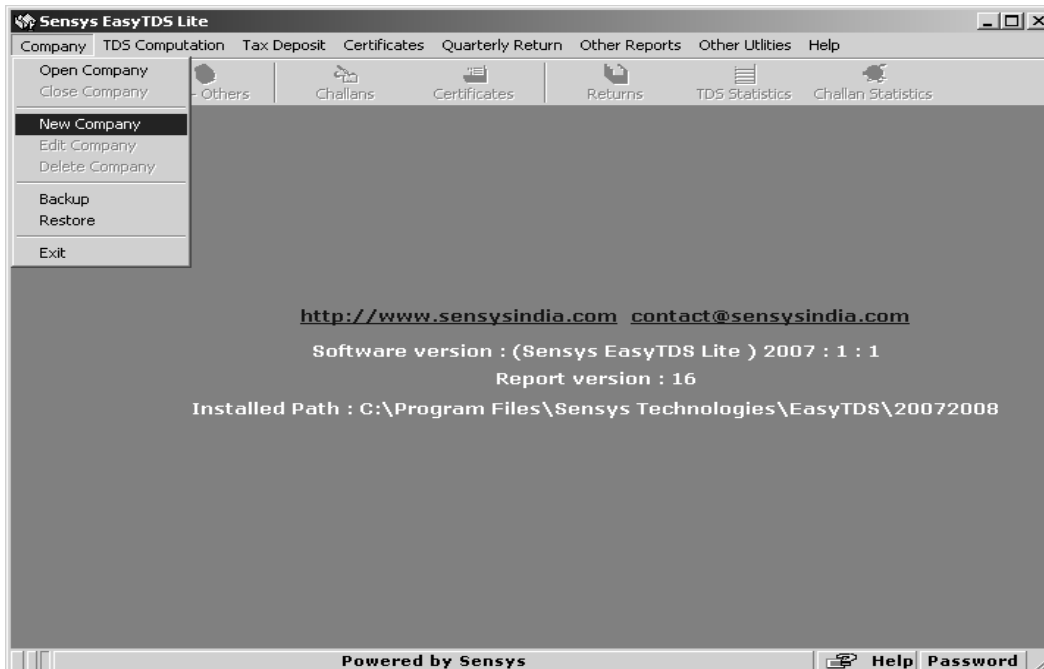 Sensys EasyTDS Lite
Company TDS Computation Tax Deposit Certificates Quarterly Return Other Reports Other Utlities Help
Open Company
Close Company
- Others Challans Certificates Returns TDS Statistics Challan Statistics
New Company
Edit Company
Delete Company
Backup
Restore
Exit
http://www.sensysindia.com contact@sensysindia.com
Software version : (Sensys EasyTDS Lite ) 2007 : 1 : 1
Report version : 16
Installed Path : C:\Program Files\Sensys Technologies\EasyTDS\20072008
Powered by Sensys Help Password